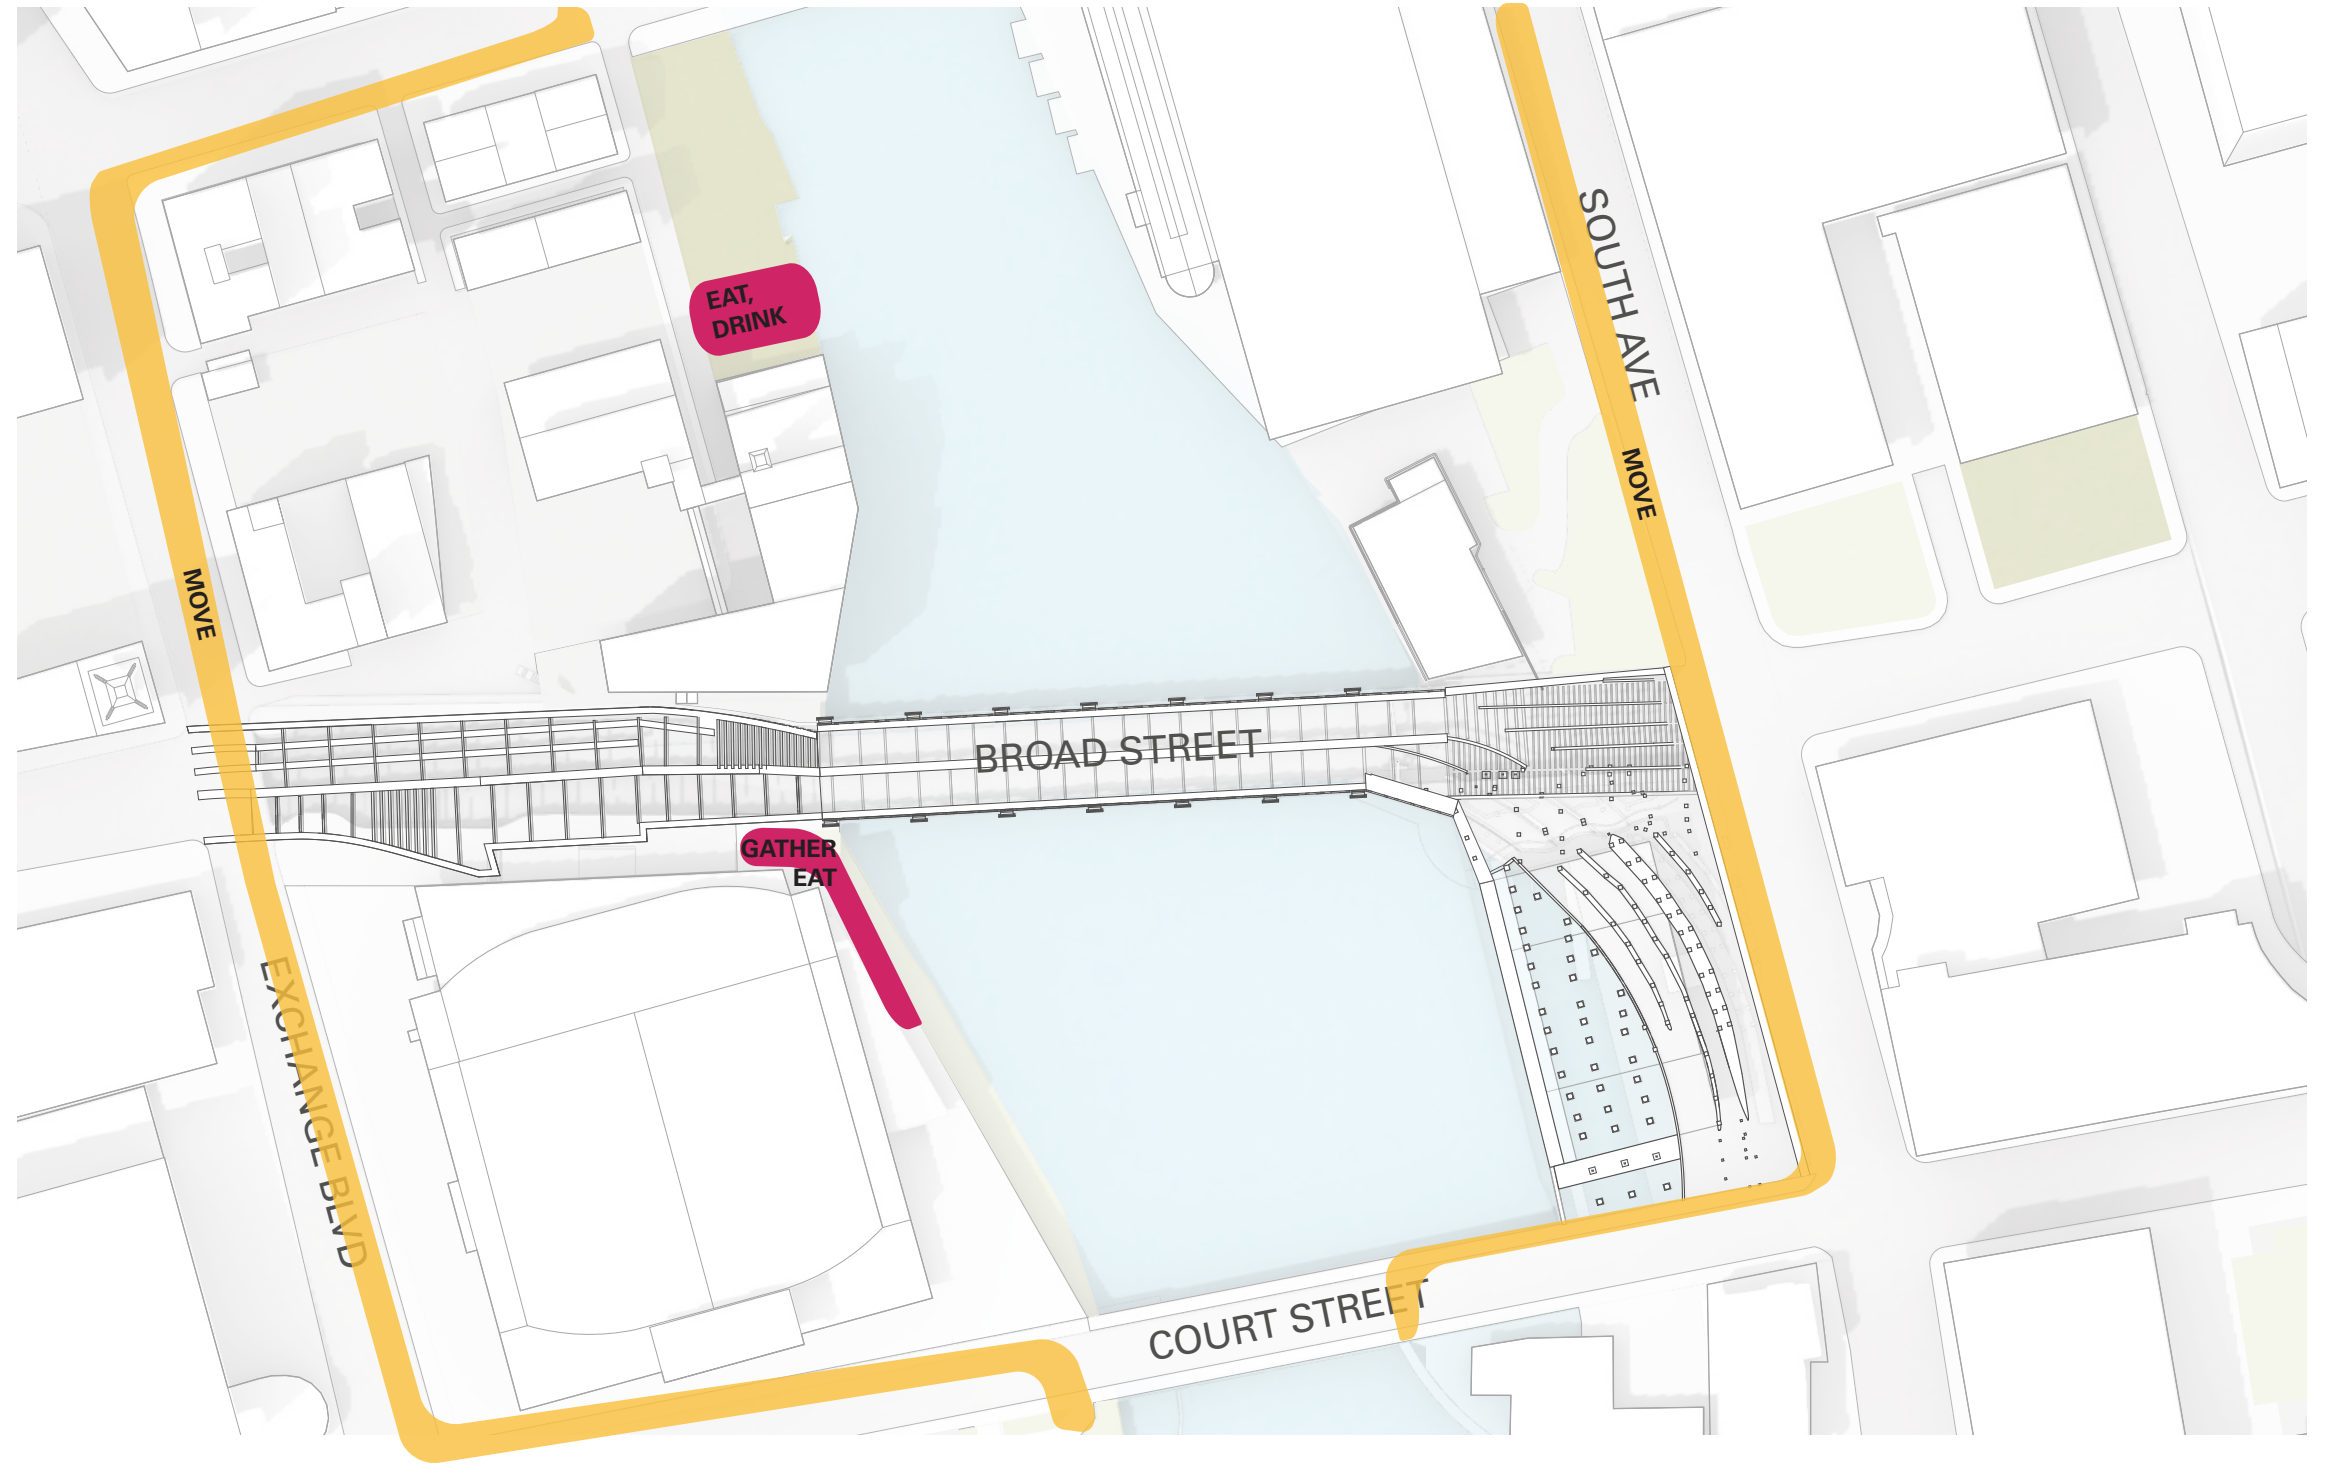 SOUTH AVE
EAT,
DRINK
MOVE
MOVE
BROAD STREET
GATHER
EAT
EXCHANGE BLVD
COURT STREET